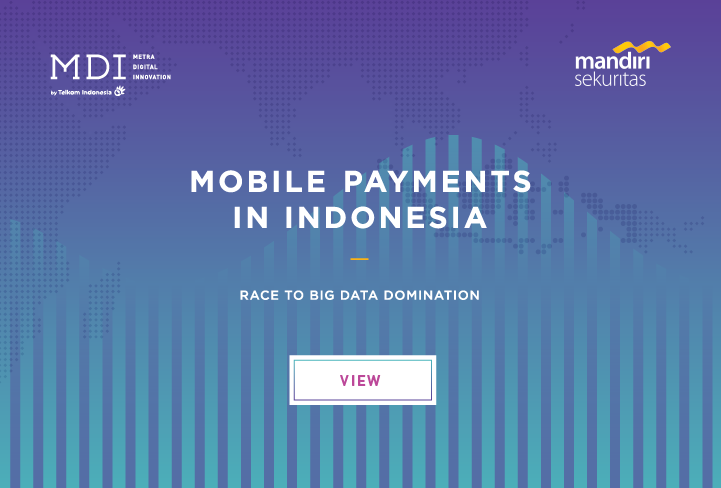 MDI
METRA
DIGITAL
INNOVATION
by Telkom Indonesia
mandiri
sekuritas
MOBILE PAYMENTS
IN INDONESIA
RACE TO BIG DATA DOMINATION
VIEW